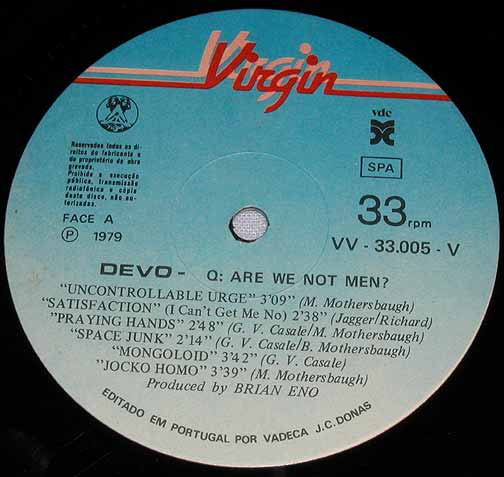 Virgin
vdc
Reservados todos os di-
reitos do fabricante e
do proprietário da obra
gravada.
Proibida a execução
pública, transmissão
radiofónica e cópia
deste disco, não au-
torizadas.
SPA
FACE A
Ⓟ 1979
33 rpm
VV - 33.005 - V
DEVO - Q: ARE WE NOT MEN?
"UNCONTROLLABLE URGE" 3'09" (M. Mothersbaugh)
"SATISFACTION" (I Can't Get Me No) 2'38" (Jagger/Richard)
"PRAYING HANDS" 2'48" (G. V. Casale/M. Mothersbaugh)
"SPACE JUNK" 2'14" (G. V. Casale/B. Mothersbaugh)
"MONGOLOID" 3'42" (G. V. Casale)
"JOCKO HOMO" 3'39" (M. Mothersbaugh)
Produced by BRIAN ENO
EDITADO EM PORTUGAL POR VADECA J.C. DONAS